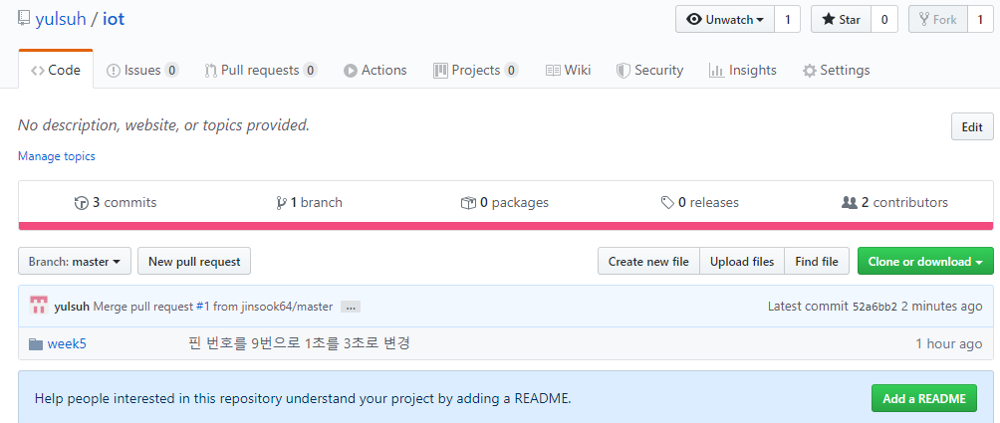 yulsuh / iot
Unwatch 1 Star 0 Fork 1
Code Issues 0 Pull requests 0 Actions Projects 0 Wiki Security Insights Settings
No description, website, or topics provided.
Edit
Manage topics
3 commits 1 branch 0 packages 0 releases 2 contributors
Branch: master New pull request Create new file Upload files Find file Clone or download
yulsuh Merge pull request #1 from jinsook64/master ... Latest commit 52a6bb2 2 minutes ago
week5 핀 번호를 9번으로 1초를 3초로 변경 1 hour ago
Help people interested in this repository understand your project by adding a README. Add a README